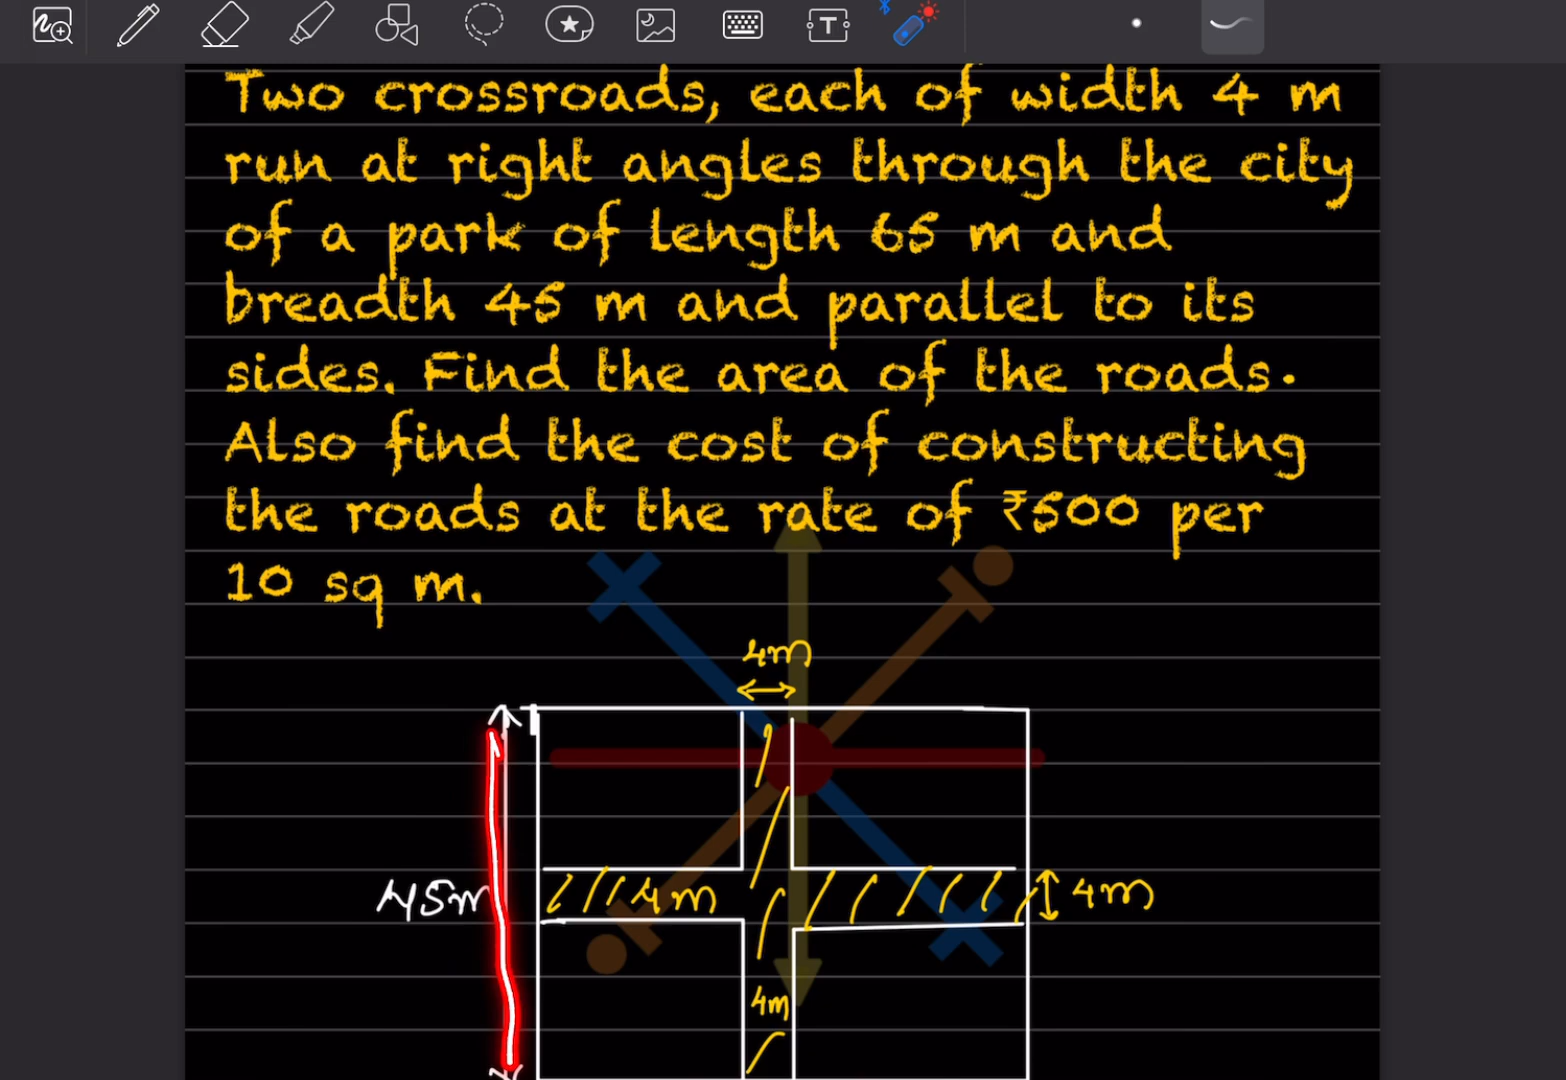 Two crossroads, each of width 4 m
run at right angles through the city
of a park of length 65 m and
breadth 45 m and parallel to its
sides. Find the area of the roads.
Also find the cost of constructing
the roads at the rate of ₹500 per
10 sq m.
4m
45m
4m
4m
4m